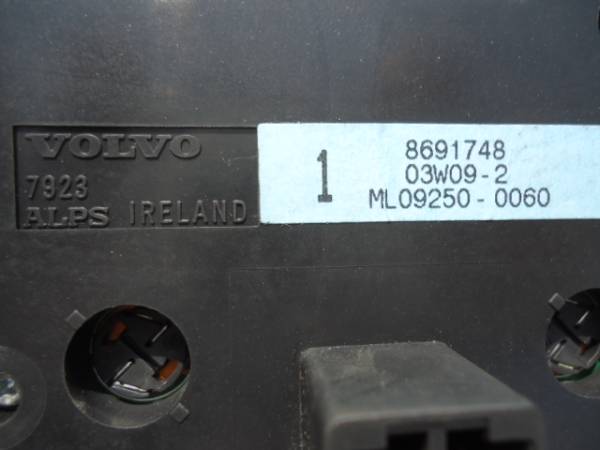 VOLVO
7923
ALPS IRELAND
1
8691748
03W09-2
ML09250-0060